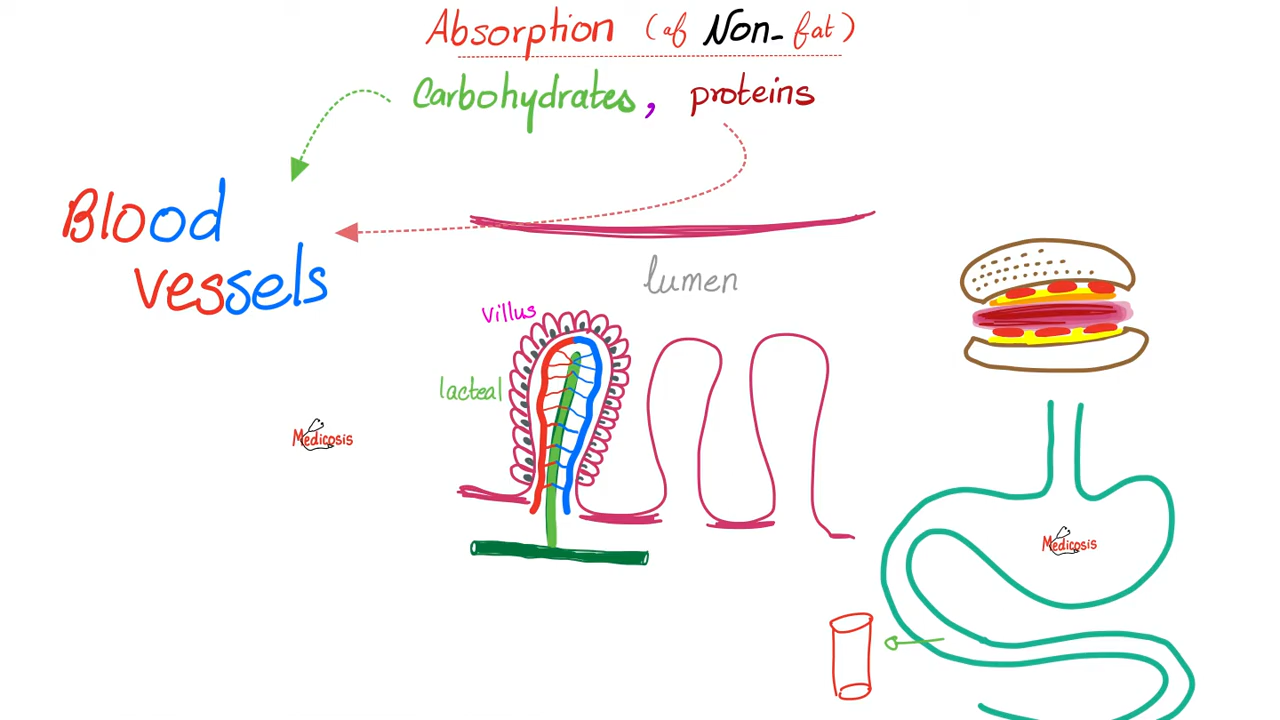 Absorption (of Non-fat)
Carbohydrates, proteins
Blood
vessels
lumen
villus
lacteal
Medicosis
Medicosis